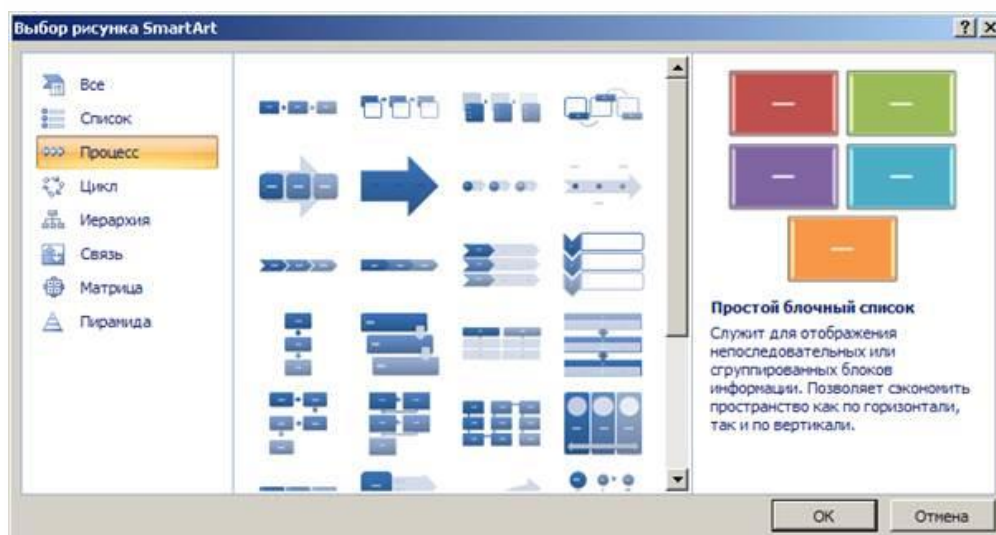 Выбор рисунка SmartArt
Все
Список
Процесс
Цикл
Иерархия
Связь
Матрица
Пирамида
Простой блочный список
Служит для отображения
непоследовательных или
сгруппированных блоков
информации. Позволяет сэкономить
пространство как по горизонтали,
так и по вертикали.
ОК
Отмена